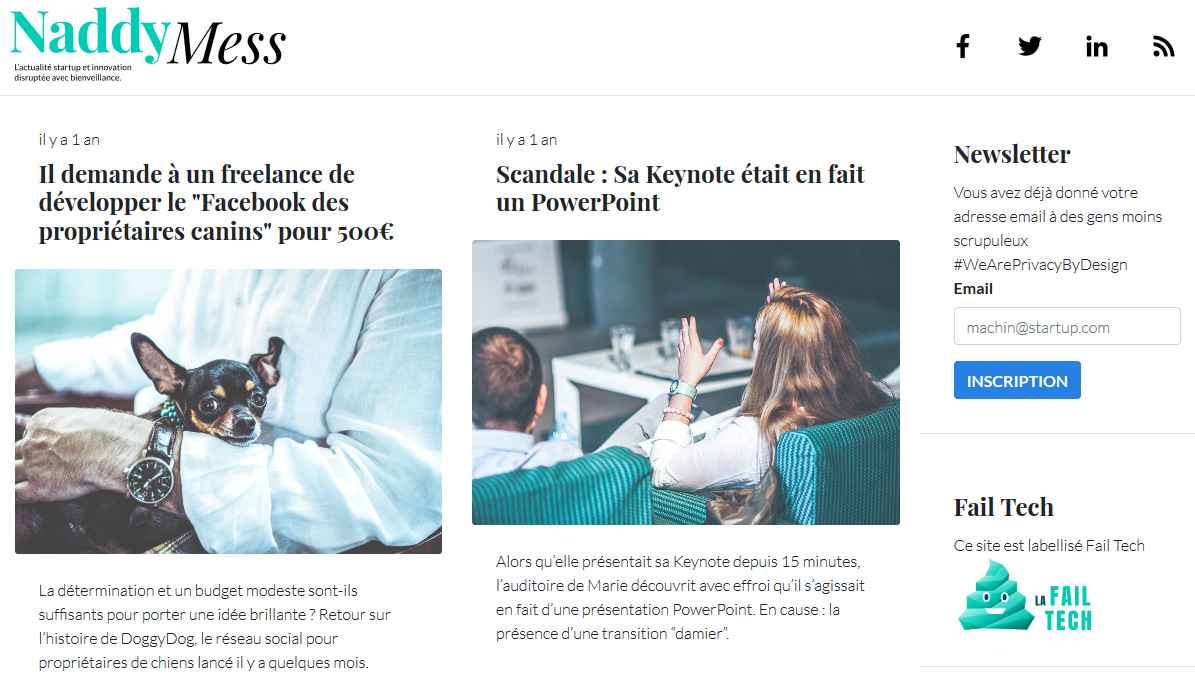 NaddyMess
L'actualité startup et innovation
disruptée avec bienveillance.
il y a 1 an
Il demande à un freelance de
développer le "Facebook des
propriétaires canins" pour 500€
La détermination et un budget modeste sont-ils
suffisants pour porter une idée brillante ? Retour sur
l’histoire de DoggyDog, le réseau social pour
propriétaires de chiens lancé il y a quelques mois.
il y a 1 an
Scandale : Sa Keynote était en fait
un PowerPoint
Alors qu’elle présentait sa Keynote depuis 15 minutes,
l’auditoire de Marie découvrit avec effroi qu’il s’agissait
en fait d’une présentation PowerPoint. En cause : la
présence d’une transition “damier”.
Newsletter
Vous avez déjà donné votre
adresse email à des gens moins
scrupuleux
#WeArePrivacyByDesign
Email
machin@startup.com
INSCRIPTION
Fail Tech
Ce site est labellisé Fail Tech
LA FAIL
TECH